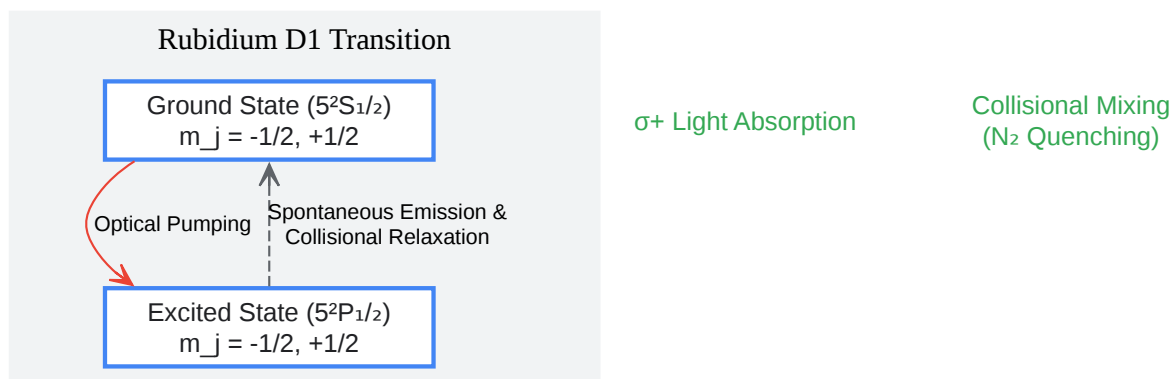 Rubidium D1 Transition
Ground State (5²S₁/₂)
m_j = -1/2, +1/2
Optical Pumping
Spontaneous Emission &
Collisional Relaxation
Excited State (5²P₁/₂)
m_j = -1/2, +1/2
σ+ Light Absorption
Collisional Mixing
(N₂ Quenching)